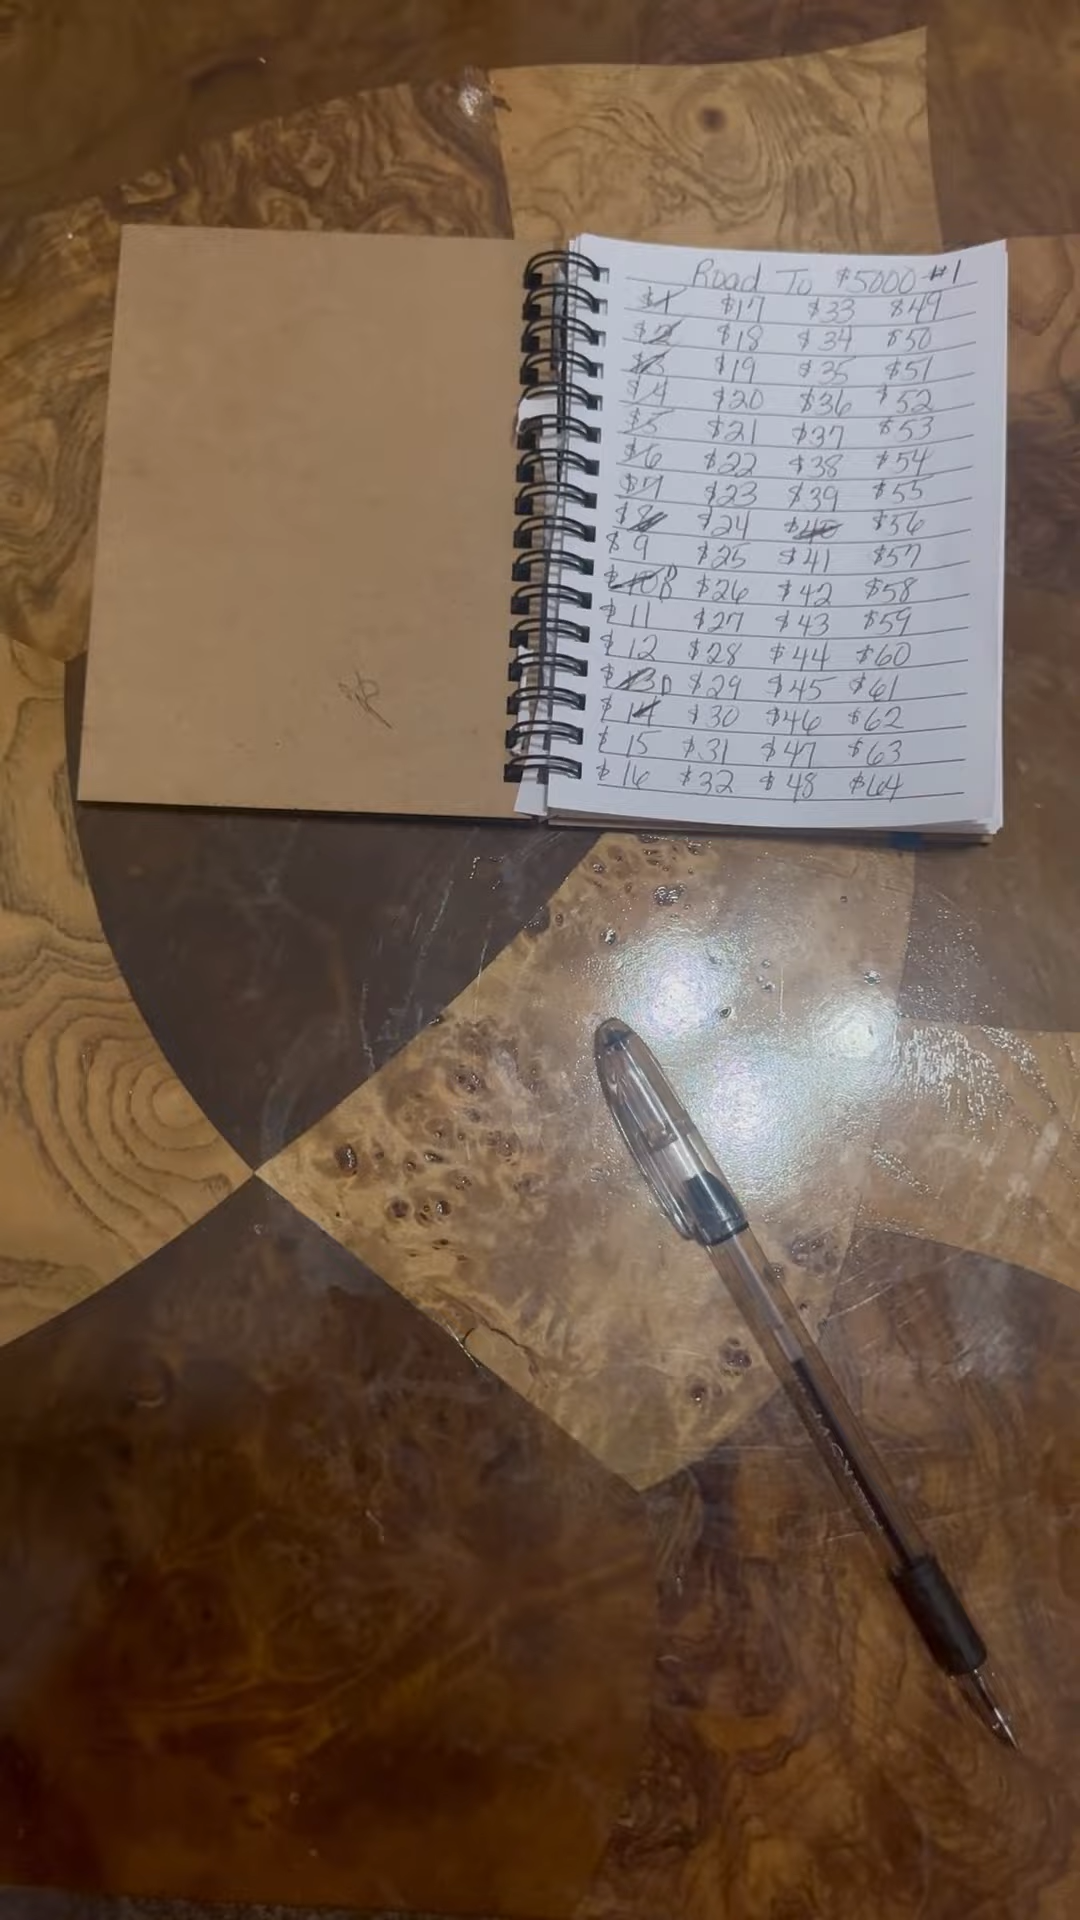 Road To $5000 #1
$1 $17 $33 $49
$2 $18 $34 $50
$3 $19 $35 $51
$4 $20 $36 $52
$5 $21 $37 $53
$6 $22 $38 $54
$7 $23 $39 $55
$8 $24 $40 $56
$9 $25 $41 $57
$10 $26 $42 $58
$11 $27 $43 $59
$12 $28 $44 $60
$13 $29 $45 $61
$14 $30 $46 $62
$15 $31 $47 $63
$16 $32 $48 $64